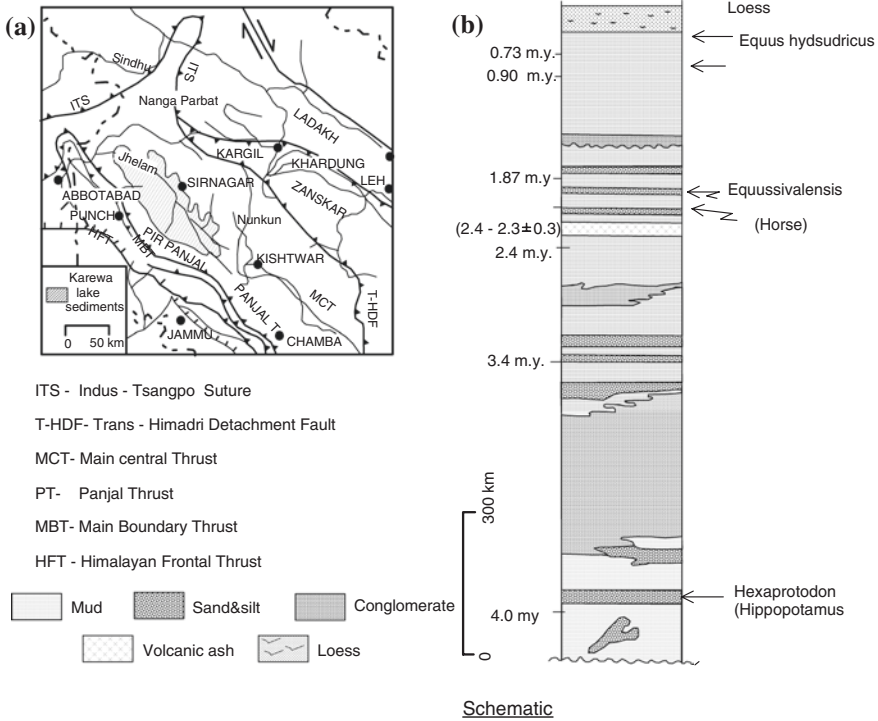 (a)
Sindhu
ITS
ITS
Nanga Parbat
LADAKH
KARGIL
KHARDUNG
LEH
Jhelam
SIRNAGAR
ZANSKAR
ABBOTABAD
PUNCH
Nunkun
HFT
MBT
PIR PANJAL
KISHTWAR
PANJAL T
MCT
T-HDF
JAMMU
CHAMBA
Karewa
lake
sediments
0 50 km
ITS - Indus - Tsangpo Suture
T-HDF- Trans - Himadri Detachment Fault
MCT- Main central Thrust
PT- Panjal Thrust
MBT- Main Boundary Thrust
HFT - Himalayan Frontal Thrust
Mud
Sand&silt
Conglomerate
Volcanic ash
Loess
(b)
Loess
Equus hydsudricus
0.73 m.y.
0.90 m.y.
1.87 m.y
Equussivalensis
(Horse)
(2.4 - 2.3±0.3)
2.4 m.y.
3.4 m.y.
300 km
0
Hexaprotodon
(Hippopotamus
4.0 my
Schematic